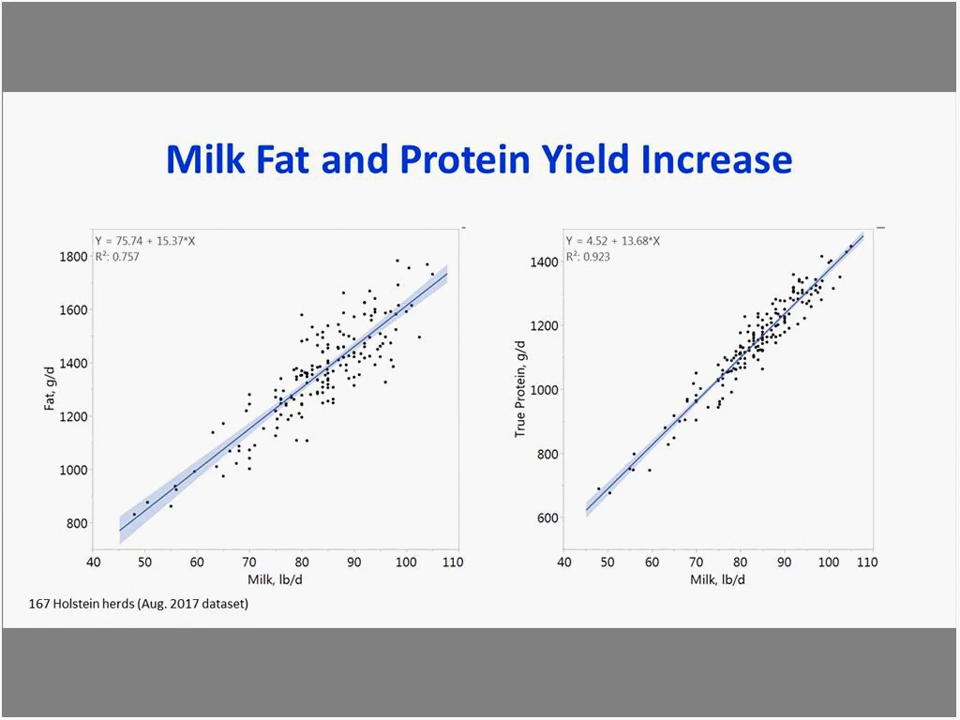 Milk Fat and Protein Yield Increase
Y = 75.74 + 15.37*X
R²: 0.757
1800
1600
1400
1200
1000
800
Fat, g/d
40 50 60 70 80 90 100 110
Milk, lb/d
Y = 4.52 + 13.68*X
R²: 0.923
1400
1200
1000
800
600
True Protein, g/d
40 50 60 70 80 90 100 110
Milk, lb/d
167 Holstein herds (Aug. 2017 dataset)